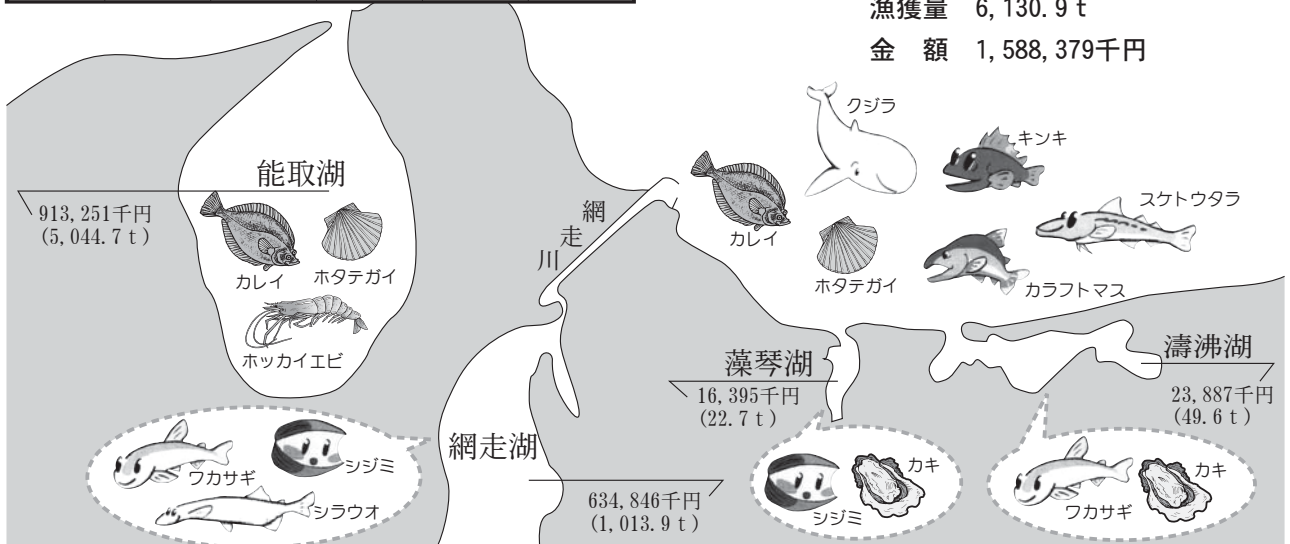 漁獲量 6,130.9 t
金 額 1,588,379千円
クジラ
キンキ
スケトウタラ
カレイ
ホタテガイ
カラフトマス
能取湖
913,251千円
(5,044.7 t)
カレイ
ホタテガイ
ホッカイエビ
網走川
藻琴湖
16,395千円
(22.7 t)
濤沸湖
23,887千円
(49.6 t)
網走湖
634,846千円
(1,013.9 t)
ワカサギ
シジミ
シラウオ
シジミ
カキ
ワカサギ
カキ